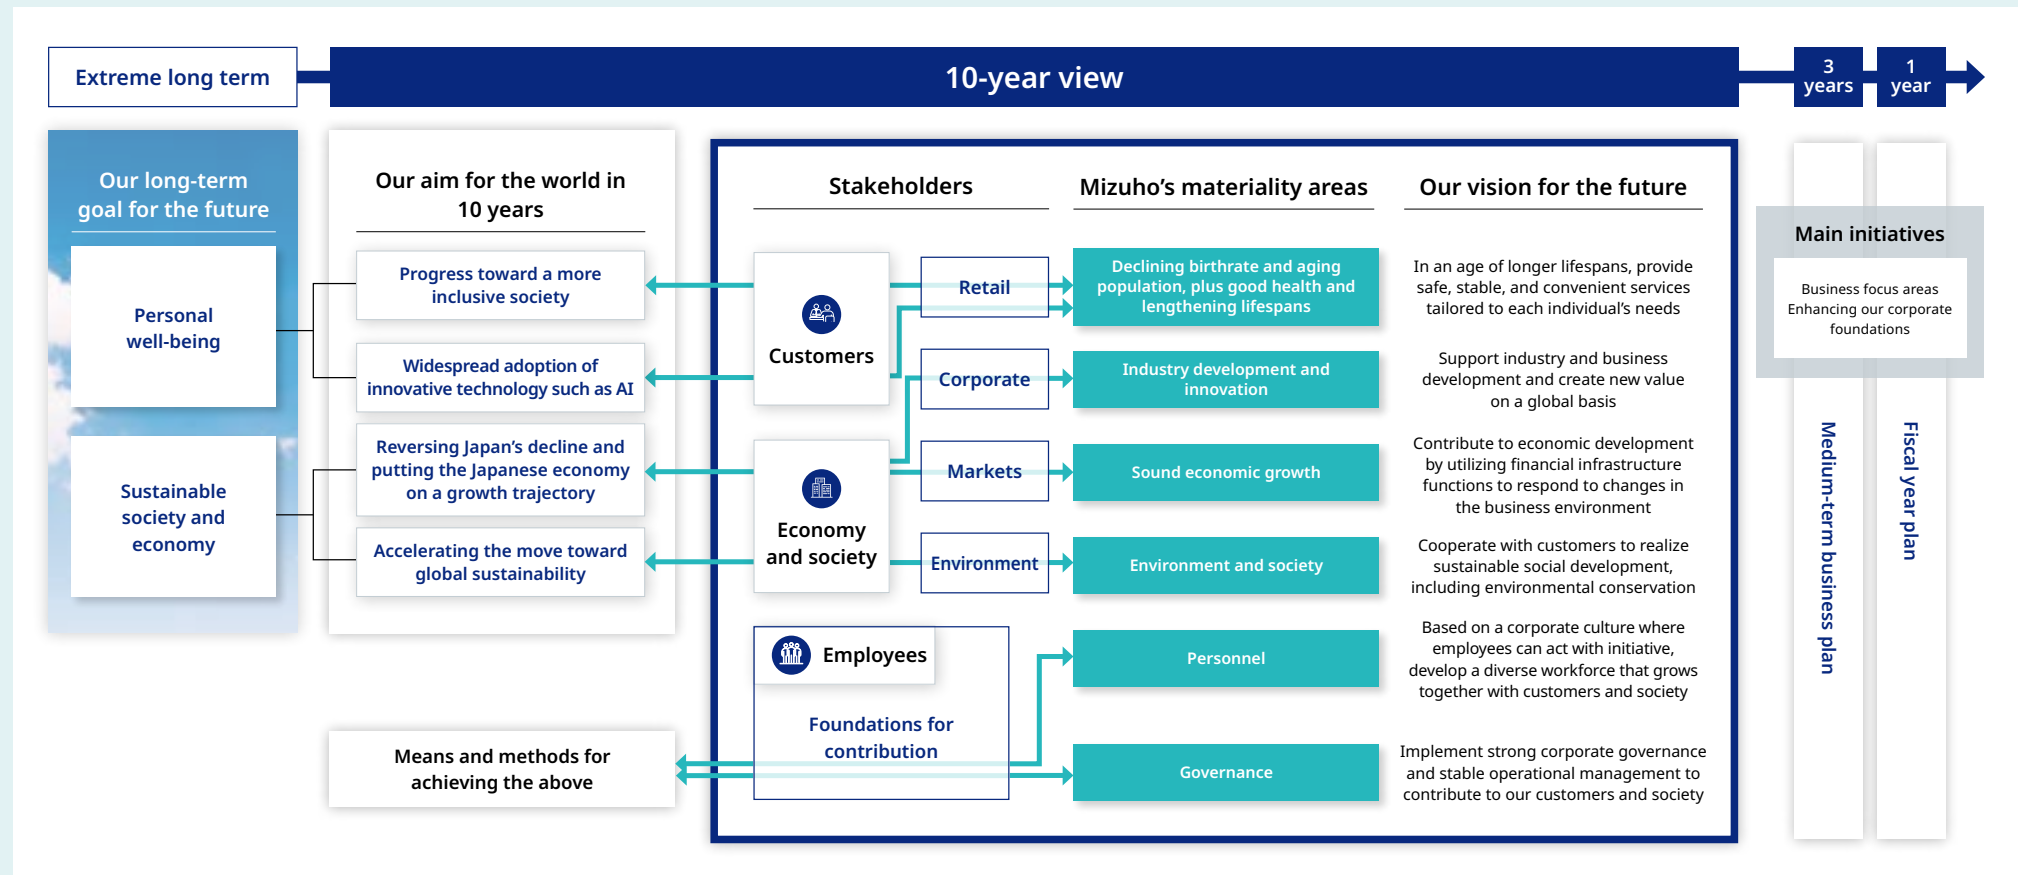 Extreme long term
10-year view
3
years
1
year
Our long-term
goal for the future
Personal
well-being
Sustainable
society and
economy
Our aim for the world in
10 years
Progress toward a more
inclusive society
Widespread adoption of
innovative technology such as AI
Reversing Japan's decline and
putting the Japanese economy
on a growth trajectory
Accelerating the move toward
global sustainability
Means and methods for
achieving the above
Stakeholders
Customers
Economy
and society
Employees
Foundations for
contribution
Retail
Corporate
Markets
Environment
Mizuho's materiality areas
Declining birthrate and aging
population, plus good health and
lengthening lifespans
Industry development and
innovation
Sound economic growth
Environment and society
Personnel
Governance
Our vision for the future
In an age of longer lifespans, provide
safe, stable, and convenient services
tailored to each individual's needs
Support industry and business
development and create new value
on a global basis
Contribute to economic development
by utilizing financial infrastructure
functions to respond to changes in
the business environment
Cooperate with customers to realize
sustainable social development,
including environmental conservation
Based on a corporate culture where
employees can act with initiative,
develop a diverse workforce that grows
together with customers and society
Implement strong corporate governance
and stable operational management to
contribute to our customers and society
Main initiatives
Business focus areas
Enhancing our corporate
foundations
Medium-term business plan
Fiscal year plan